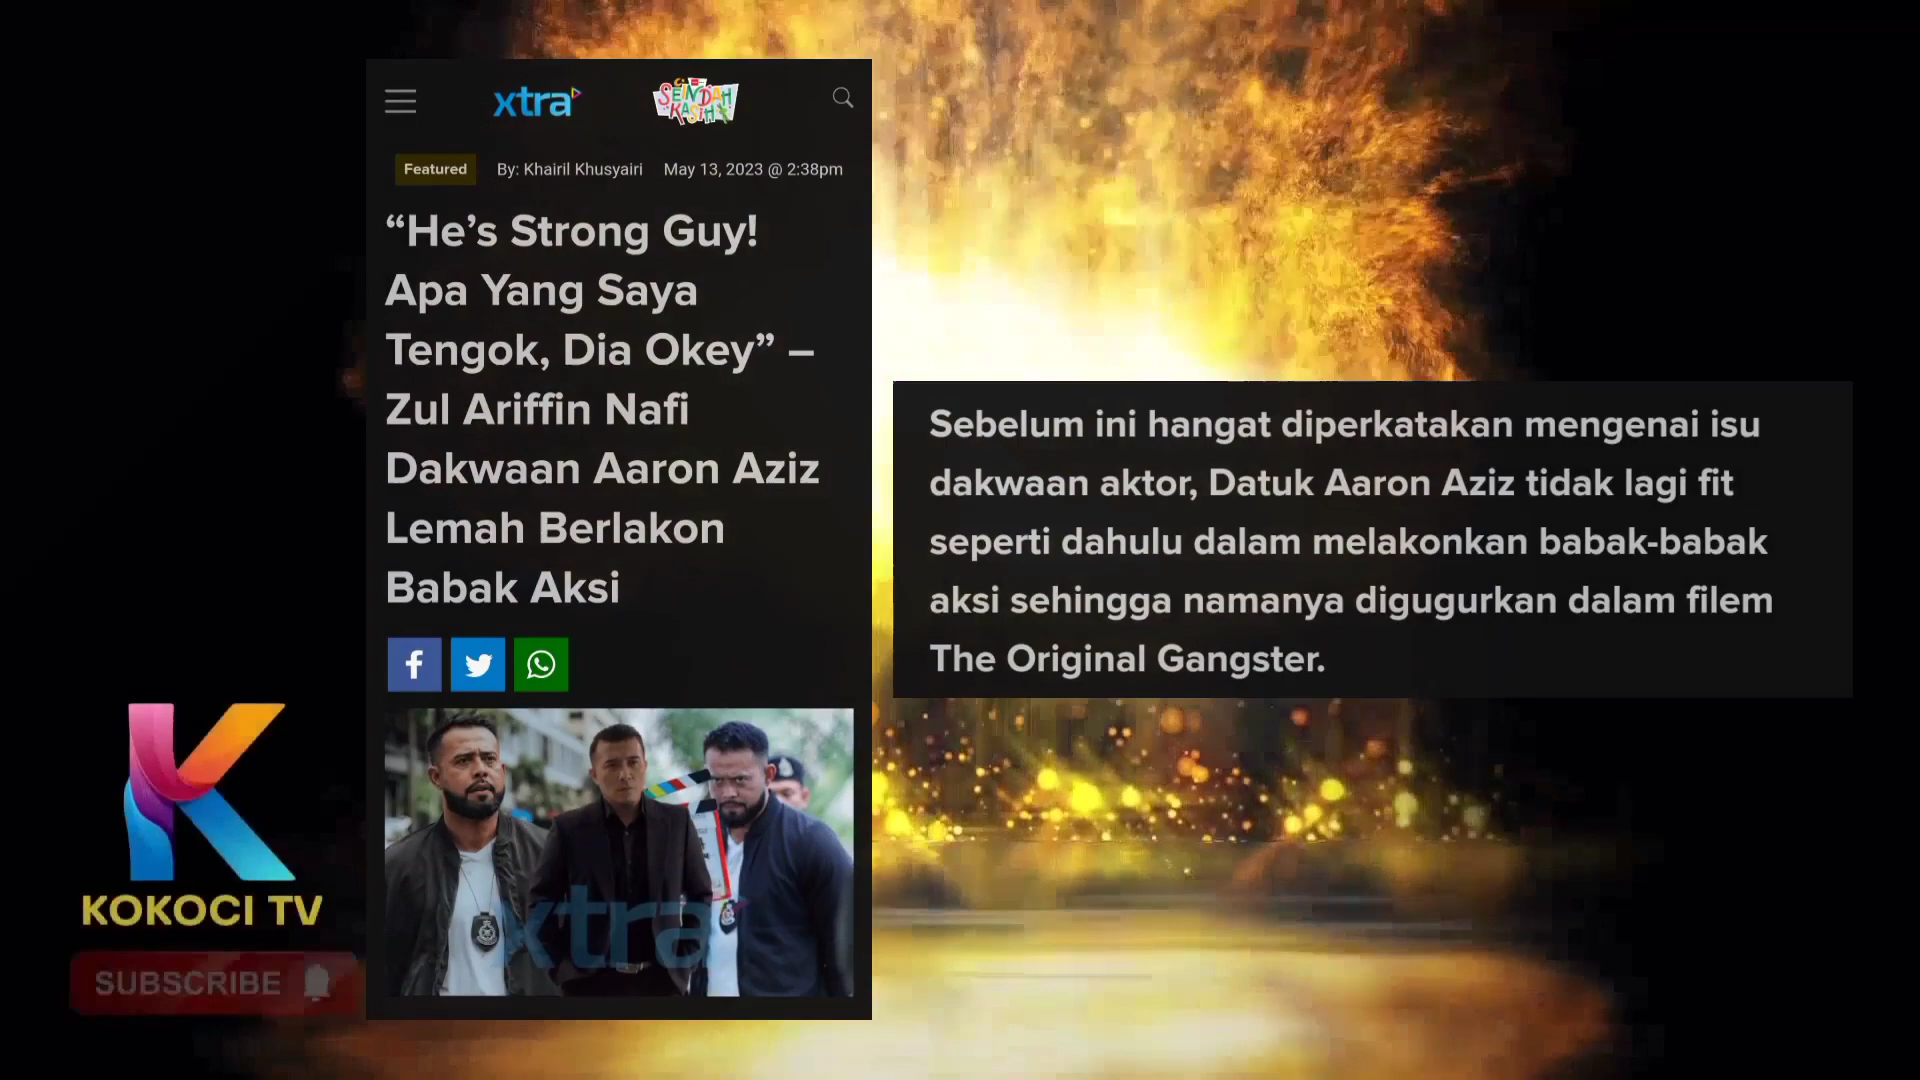 xtra
SEINDAH
KASIH
Featured By: Khairil Khusyairi May 13, 2023 @ 2:38pm
“He’s Strong Guy!
Apa Yang Saya
Tengok, Dia Okey” –
Zul Ariffin Nafi
Dakwaan Aaron Aziz
Lemah Berlakon
Babak Aksi
xtra
Sebelum ini hangat diperkatakan mengenai isu
dakwaan aktor, Datuk Aaron Aziz tidak lagi fit
seperti dahulu dalam melakonkan babak-babak
aksi sehingga namanya digugurkan dalam filem
The Original Gangster.
KOKOCI TV
SUBSCRIBE